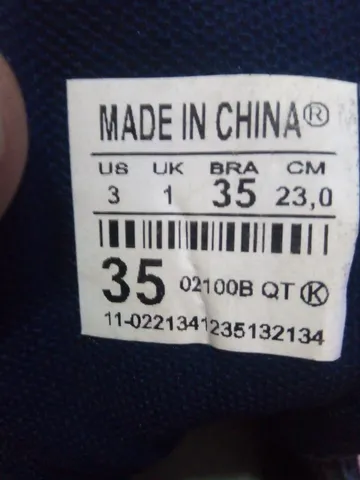 MADE IN CHINA®
US UK BRA CM
3 1 35 23,0
35 02100B QT Ⓚ
11-0221341235132134